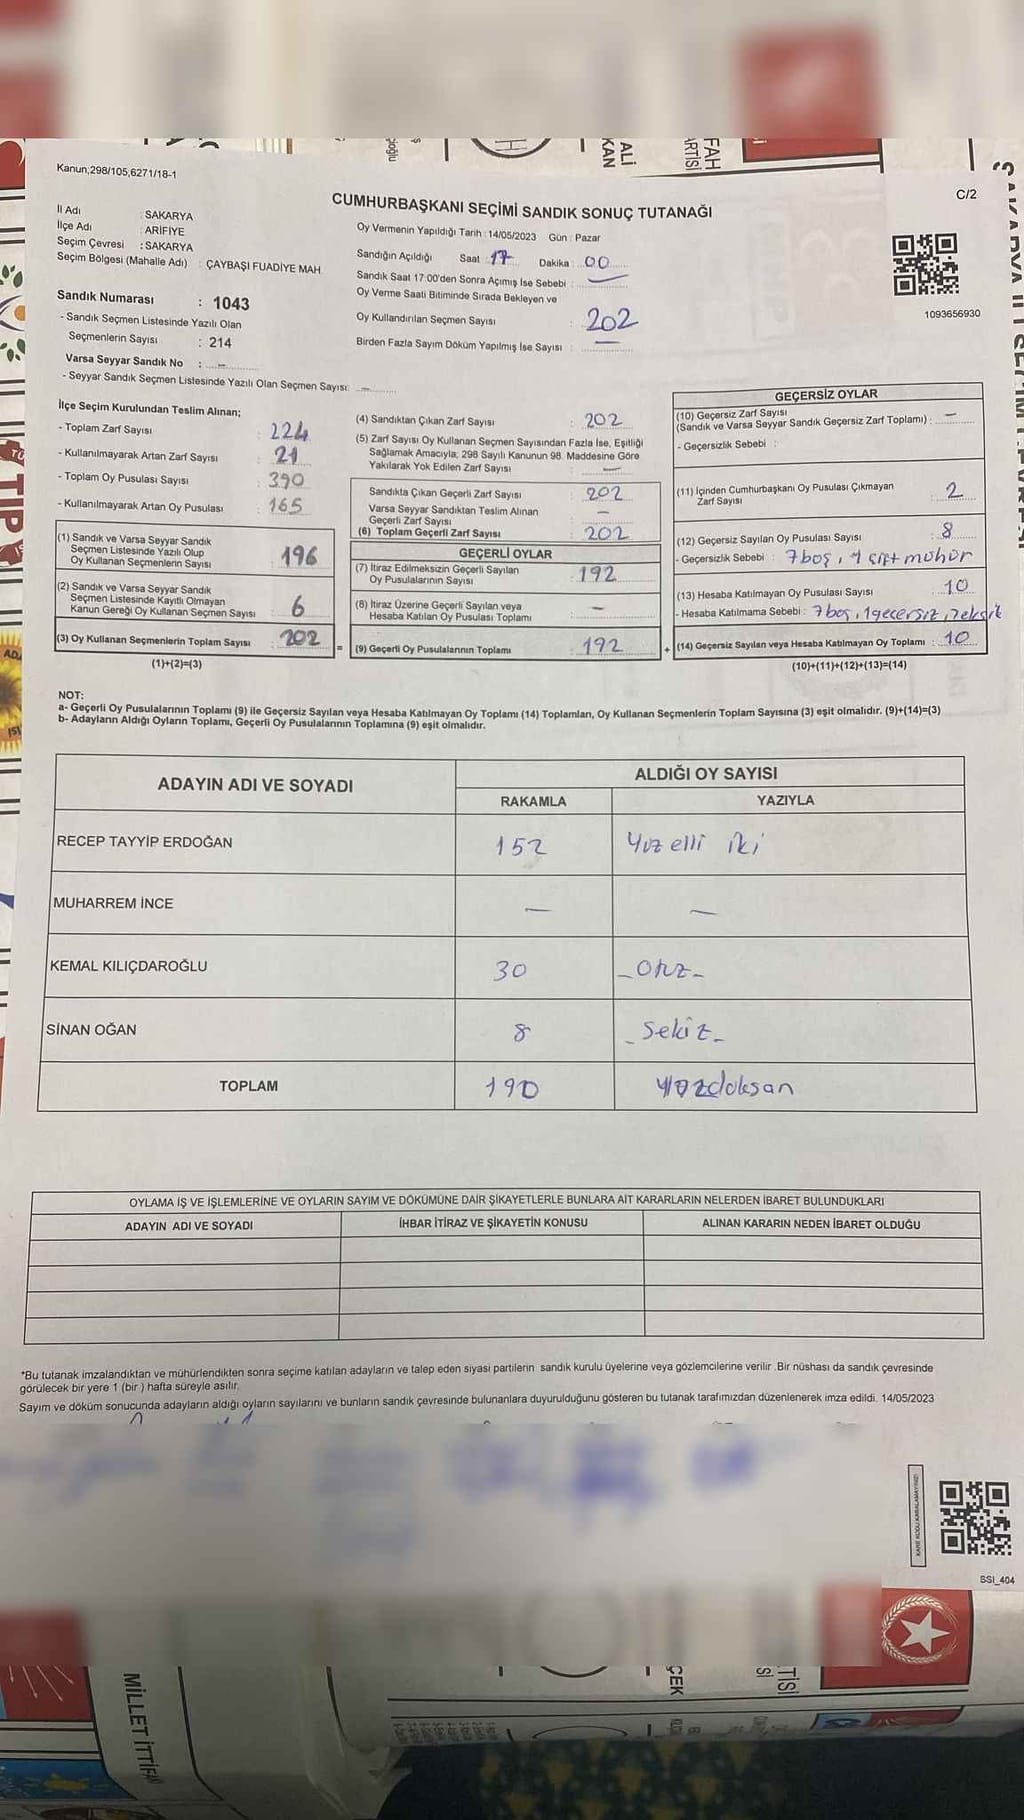 Kanun;298/105,6271/18-1
C/2
CUMHURBAŞKANI SEÇİMİ SANDIK SONUÇ TUTANAĞI
İl Adı : SAKARYA
İlçe Adı : ARİFİYE
Seçim Çevresi : SAKARYA
Seçim Bölgesi (Mahalle Adı) : ÇAYBAŞI FUADİYE MAH.
Sandık Numarası : 1043
- Sandık Seçmen Listesinde Yazılı Olan
Seçmenlerin Sayısı : 214
Varsa Seyyar Sandık No : -
- Seyyar Sandık Seçmen Listesinde Yazılı Olan Seçmen Sayısı: -
Oy Vermenin Yapıldığı Tarih : 14/05/2023 Gün : Pazar
Sandığın Açıldığı Saat 17 Dakika : 00
Sandık Saat 17:00'den Sonra Açımış İse Sebebi : -
Oy Verme Saati Bitiminde Sırada Bekleyen ve
Oy Kullandırılan Seçmen Sayısı : 202
Birden Fazla Sayım Döküm Yapılmış İse Sayısı : -
1093656930
İlçe Seçim Kurulundan Teslim Alınan;
- Toplam Zarf Sayısı : 224
- Kullanılmayarak Artan Zarf Sayısı : 21
- Toplam Oy Pusulası Sayısı : 390
- Kullanılmayarak Artan Oy Pusulası : 165
(1) Sandık ve Varsa Seyyar Sandık
Seçmen Listesinde Yazılı Olup
Oy Kullanan Seçmenlerin Sayısı : 196
(2) Sandık ve Varsa Seyyar Sandık
Seçmen Listesinde Kayıtlı Olmayan
Kanun Gereği Oy Kullanan Seçmen Sayısı : 6
(3) Oy Kullanan Seçmenlerin Toplam Sayısı : 202
(1)+(2)=(3)
=
(4) Sandıktan Çıkan Zarf Sayısı : 202
(5) Zarf Sayısı Oy Kullanan Seçmen Sayısından Fazla İse, Eşitliği
Sağlamak Amacıyla; 298 Sayılı Kanunun 98. Maddesine Göre
Yakılarak Yok Edilen Zarf Sayısı : -
Sandıkta Çıkan Geçerli Zarf Sayısı : 202
Varsa Seyyar Sandıktan Teslim Alınan
Geçerli Zarf Sayısı : -
(6) Toplam Geçerli Zarf Sayısı : 202
GEÇERLİ OYLAR
(7) İtiraz Edilmeksizin Geçerli Sayılan
Oy Pusulalarının Sayısı : 192
(8) İtiraz Üzerine Geçerli Sayılan veya
Hesaba Katılan Oy Pusulası Toplamı : -
(9) Geçerli Oy Pusulalarının Toplamı : 192
+
GEÇERSİZ OYLAR
(10) Geçersiz Zarf Sayısı
(Sandık ve Varsa Seyyar Sandık Geçersiz Zarf Toplamı) : -
- Geçersizlik Sebebi :
(11) İçinden Cumhurbaşkanı Oy Pusulası Çıkmayan
Zarf Sayısı : 2
(12) Geçersiz Sayılan Oy Pusulası Sayısı : 8
- Geçersizlik Sebebi : 7 boş, 1 çift mühür
(13) Hesaba Katılmayan Oy Pusulası Sayısı : 10
- Hesaba Katılmama Sebebi : 7 boş, 1 geçersiz, 2 eksik
(14) Geçersiz Sayılan veya Hesaba Katılmayan Oy Toplamı : 10
(10)+(11)+(12)+(13)=(14)
NOT:
a- Geçerli Oy Pusulalarının Toplamı (9) ile Geçersiz Sayılan veya Hesaba Katılmayan Oy Toplamı (14) Toplamları, Oy Kullanan Seçmenlerin Toplam Sayısına (3) eşit olmalıdır. (9)+(14)=(3)
b- Adayların Aldığı Oyların Toplamı, Geçerli Oy Pusulalarının Toplamına (9) eşit olmalıdır.
ADAYIN ADI VE SOYADI ALDIĞI OY SAYISI
RAKAMLA YAZIYLA
RECEP TAYYİP ERDOĞAN 152 Yüz elli iki
MUHARREM İNCE - -
KEMAL KILIÇDAROĞLU 30 -Otuz-
SİNAN OĞAN 8 -Sekiz-
TOPLAM 190 Yüzdoksan
OYLAMA İŞ VE İŞLEMLERİNE VE OYLARIN SAYIM VE DÖKÜMÜNE DAİR ŞİKAYETLERLE BUNLARA AİT KARARLARIN NELERDEN İBARET BULUNDUKLARI
ADAYIN ADI VE SOYADI İHBAR İTİRAZ VE ŞİKAYETİN KONUSU ALINAN KARARIN NEDEN İBARET OLDUĞU
*Bu tutanak imzalandıktan ve mühürlendikten sonra seçime katılan adayların ve talep eden siyasi partilerin sandık kurulu üyelerine veya gözlemcilerine verilir .Bir nüshası da sandık çevresinde
görülecek bir yere 1 (bir ) hafta süreyle asılır.
Sayım ve döküm sonucunda adayların aldığı oyların sayılarını ve bunların sandık çevresinde bulunanlara duyurulduğunu gösteren bu tutanak tarafımızdan düzenlenerek imza edildi. 14/05/2023
SSI_404
MİLLET İTTİFAKI